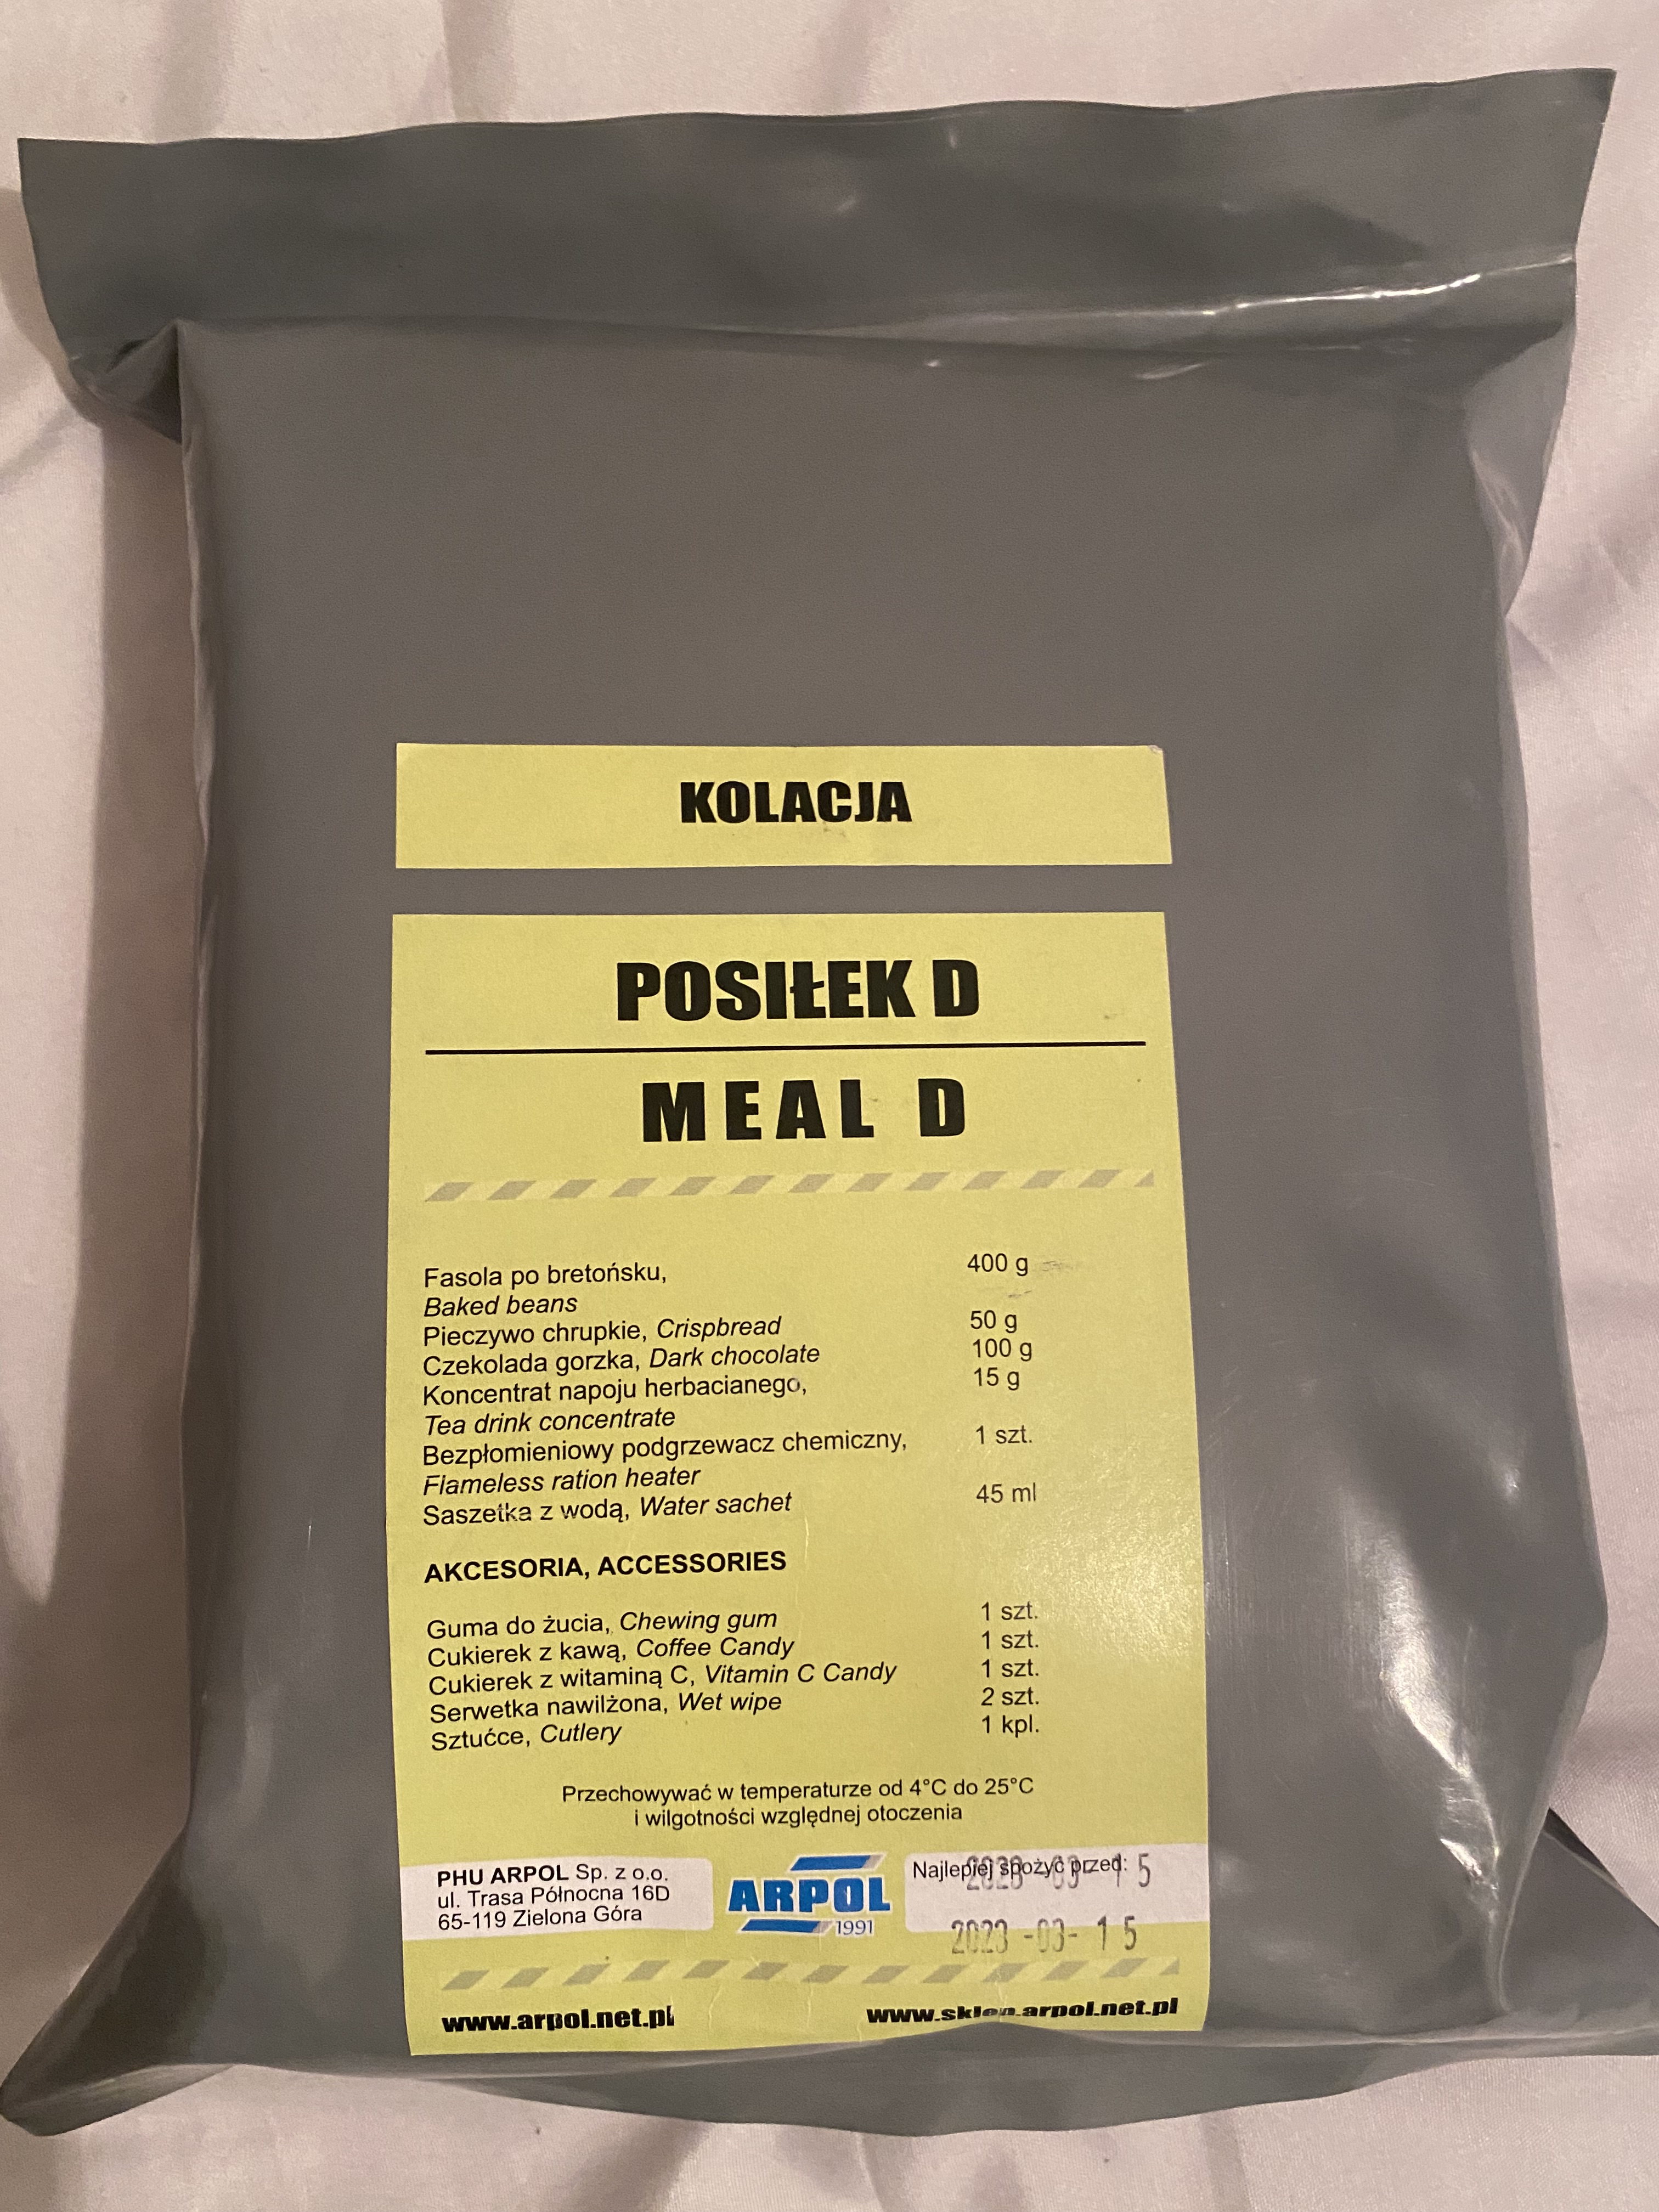 KOLACJA
POSIŁEK D
MEAL D
Fasola po bretońsku, 400 g
Baked beans
Pieczywo chrupkie, Crispbread 50 g
Czekolada gorzka, Dark chocolate 100 g
Koncentrat napoju herbacianego, 15 g
Tea drink concentrate
Bezpłomieniowy podgrzewacz chemiczny, 1 szt.
Flameless ration heater
Saszetka z wodą, Water sachet 45 ml
AKCESORIA, ACCESSORIES
Guma do żucia, Chewing gum 1 szt.
Cukierek z kawą, Coffee Candy 1 szt.
Cukierek z witaminą C, Vitamin C Candy 1 szt.
Serwetka nawilżona, Wet wipe 2 szt.
Sztućce, Cutlery 1 kpl.
Przechowywać w temperaturze od 4°C do 25°C
i wilgotności względnej otoczenia
PHU ARPOL Sp. z o.o.
ul. Trasa Północna 16D
65-119 Zielona Góra
ARPOL
1991
Najlepiej spożyć przed:
2023-03-15
2023-03-15
www.arpol.net.pl
www.sklep.arpol.net.pl